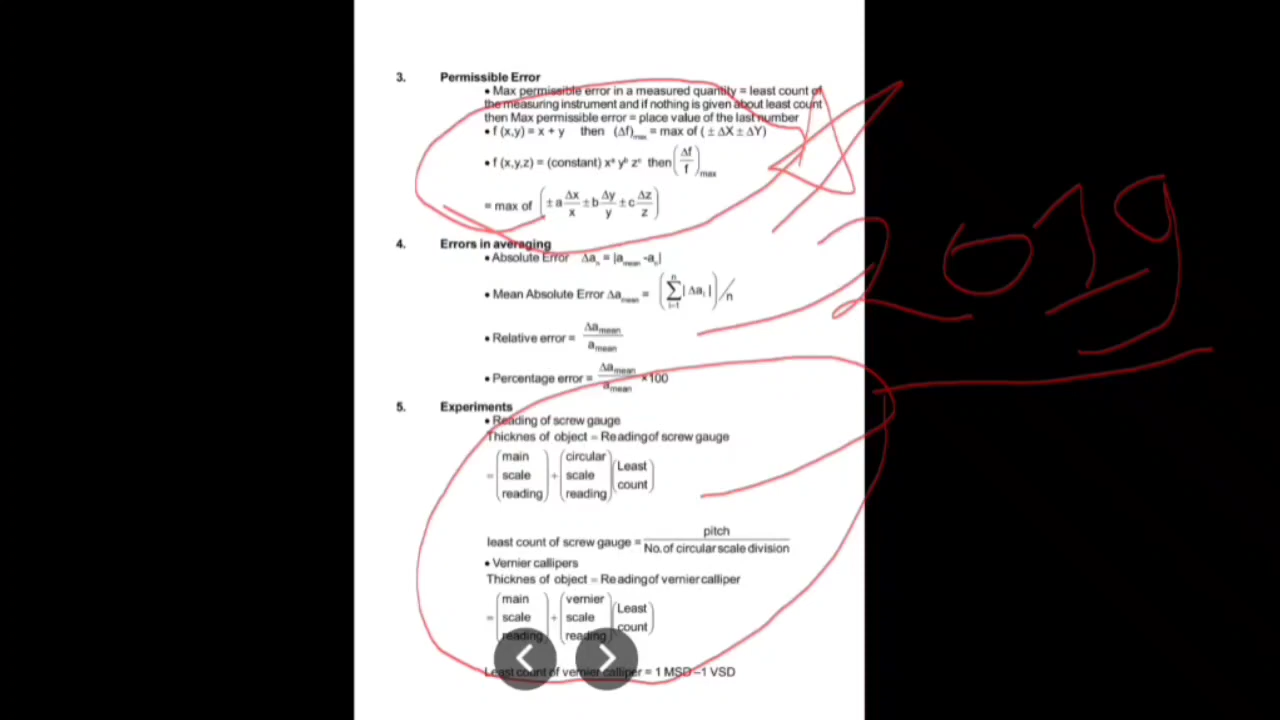 3. Permissible Error
• Max permissible error in a measured quantity = least count of
the measuring instrument and if nothing is given about least count
then Max permissible error = place value of the last number
• f (x,y) = x + y then (Δf)max = max of ( ± ΔX ± ΔY)
• f (x,y,z) = (constant) xᵃ yᵇ zᶜ then (Δf/f)max
= max of (± a Δx/x ± b Δy/y ± c Δz/z)
4. Errors in averaging
• Absolute Error Δaₙ = |amean -aₙ|
• Mean Absolute Error Δamean = (Σ i=1 n | Δaᵢ |) / n
• Relative error = Δamean / amean
• Percentage error = Δamean / amean ×100
5. Experiments
• Reading of screw gauge
Thicknes of object = Reading of screw gauge
= (main scale reading) + (circular scale reading) (Least count)
least count of screw gauge = pitch / No. of circular scale division
• Vernier callipers
Thicknes of object = Reading of vernier calliper
= (main scale reading) + (vernier scale reading) (Least count)
Least count of vernier calliper = 1 MSD –1 VSD
2019